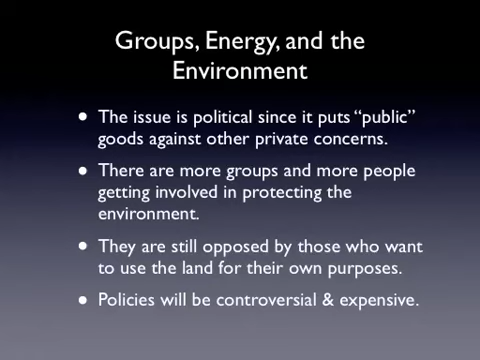 Groups, Energy, and the
Environment
• The issue is political since it puts “public”
goods against other private concerns.
• There are more groups and more people
getting involved in protecting the
environment.
• They are still opposed by those who want
to use the land for their own purposes.
• Policies will be controversial & expensive.